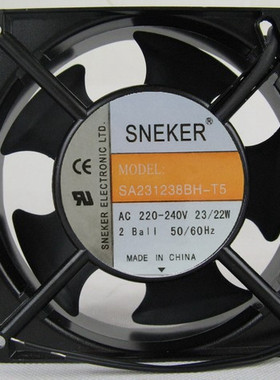 SNEKER®
MODEL:
SA231238BH-T5
AC 220-240V 23/22W
2 Ball 50/60Hz
MADE IN CHINA
SNEKER ELECTRONIC LTD.
CE